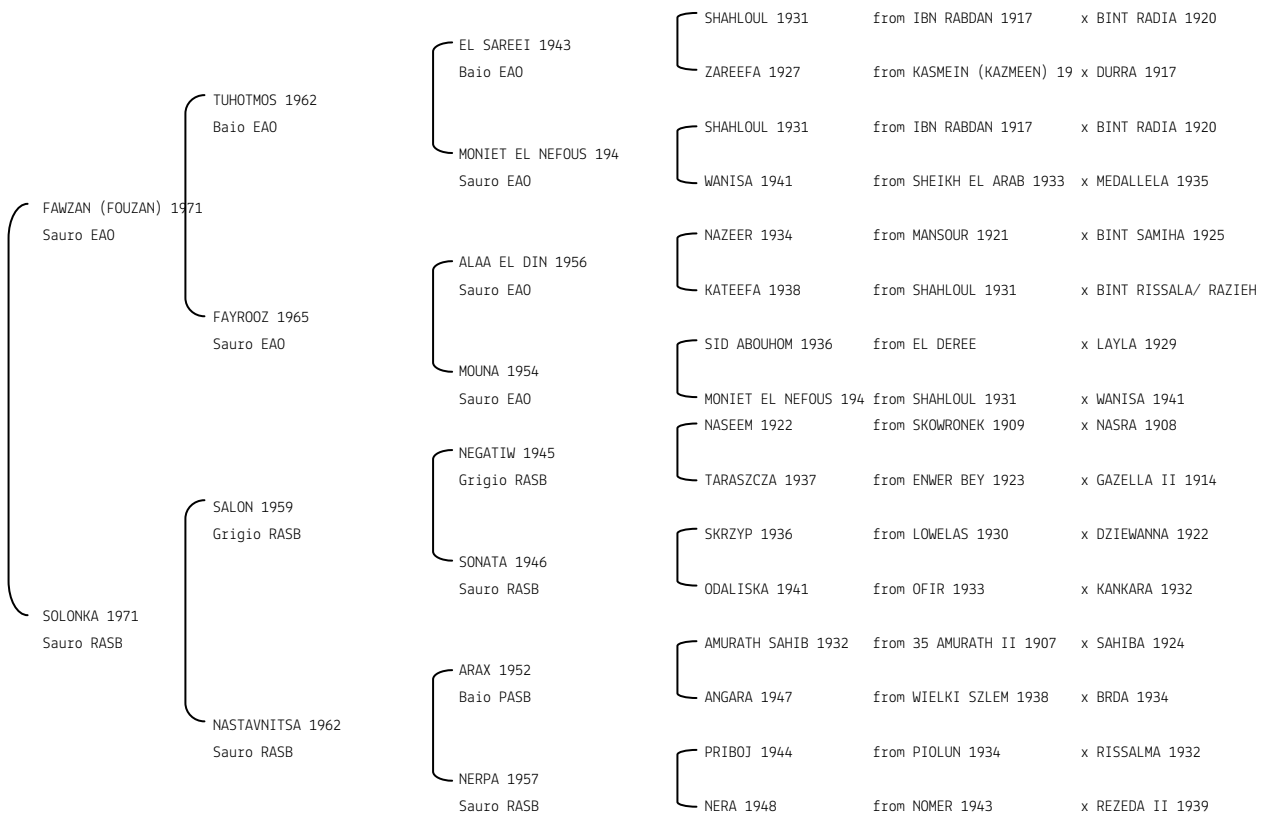 SHAHLOUL 1931 from IBN RABDAN 1917 x BINT RADIA 1920
EL SAREEI 1943
Baio EAO
ZAREEFA 1927 from KASMEIN (KAZMEEN) 19 x DURRA 1917
TUHOTMOS 1962
Baio EAO
SHAHLOUL 1931 from IBN RABDAN 1917 x BINT RADIA 1920
MONIET EL NEFOUS 194
Sauro EAO
WANISA 1941 from SHEIKH EL ARAB 1933 x MEDALLELA 1935
FAWZAN (FOUZAN) 1971
Sauro EAO
NAZEER 1934 from MANSOUR 1921 x BINT SAMIHA 1925
ALAA EL DIN 1956
Sauro EAO
KATEEFA 1938 from SHAHLOUL 1931 x BINT RISSALA/ RAZIEH
FAYROOZ 1965
Sauro EAO
SID ABOUHOM 1936 from EL DEREE x LAYLA 1929
MOUNA 1954
Sauro EAO
MONIET EL NEFOUS 194 from SHAHLOUL 1931 x WANISA 1941
NASEEM 1922 from SKOWRONEK 1909 x NASRA 1908
NEGATIW 1945
Grigio RASB
TARASZCZA 1937 from ENWER BEY 1923 x GAZELLA II 1914
SALON 1959
Grigio RASB
SKRZYP 1936 from LOWELAS 1930 x DZIEWANNA 1922
SONATA 1946
Sauro RASB
ODALISKA 1941 from OFIR 1933 x KANKARA 1932
SOLONKA 1971
Sauro RASB
AMURATH SAHIB 1932 from 35 AMURATH II 1907 x SAHIBA 1924
ARAX 1952
Baio PASB
ANGARA 1947 from WIELKI SZLEM 1938 x BRDA 1934
NASTAVNITSA 1962
Sauro RASB
PRIBOJ 1944 from PIOLUN 1934 x RISSALMA 1932
NERPA 1957
Sauro RASB
NERA 1948 from NOMER 1943 x REZEDA II 1939